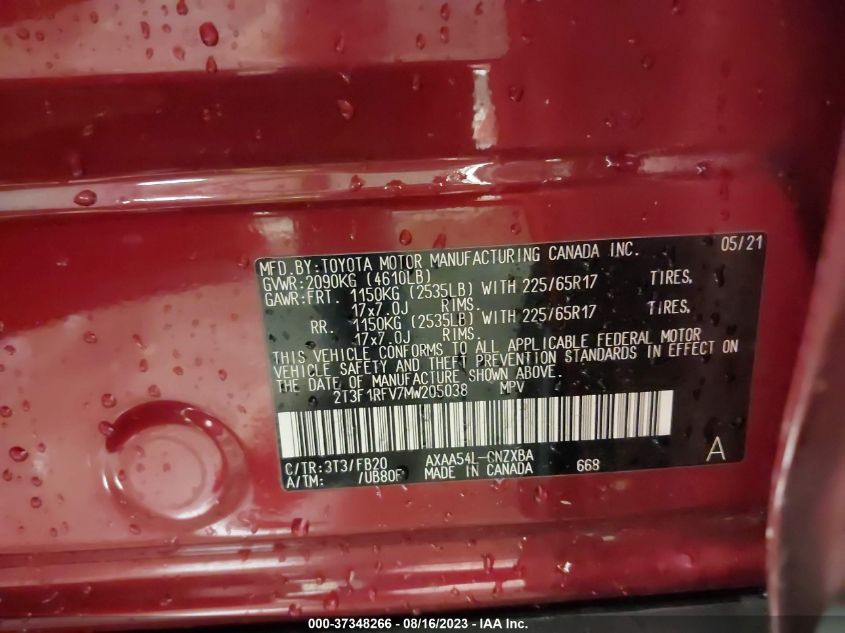 MFD.BY:TOYOTA MOTOR MANUFACTURING CANADA INC. 05/21
GVWR:2090KG (4610LB)
GAWR:FRT. 1150KG (2535LB) WITH 225/65R17 TIRES,
17x7.0J RIMS.
RR. 1150KG (2535LB) WITH 225/65R17 TIRES,
17x7.0J RIMS.
THIS VEHICLE CONFORMS TO ALL APPLICABLE FEDERAL MOTOR
VEHICLE SAFETY AND THEFT PREVENTION STANDARDS IN EFFECT ON
THE DATE OF MANUFACTURE SHOWN ABOVE.
2T3F1RFV7MW205038 MPV
C/TR:3T3/FB20 AXAA54L-CNZXBA A
A/TM: /UB80F MADE IN CANADA 668
000-37348266 - 08/16/2023 - IAA Inc.